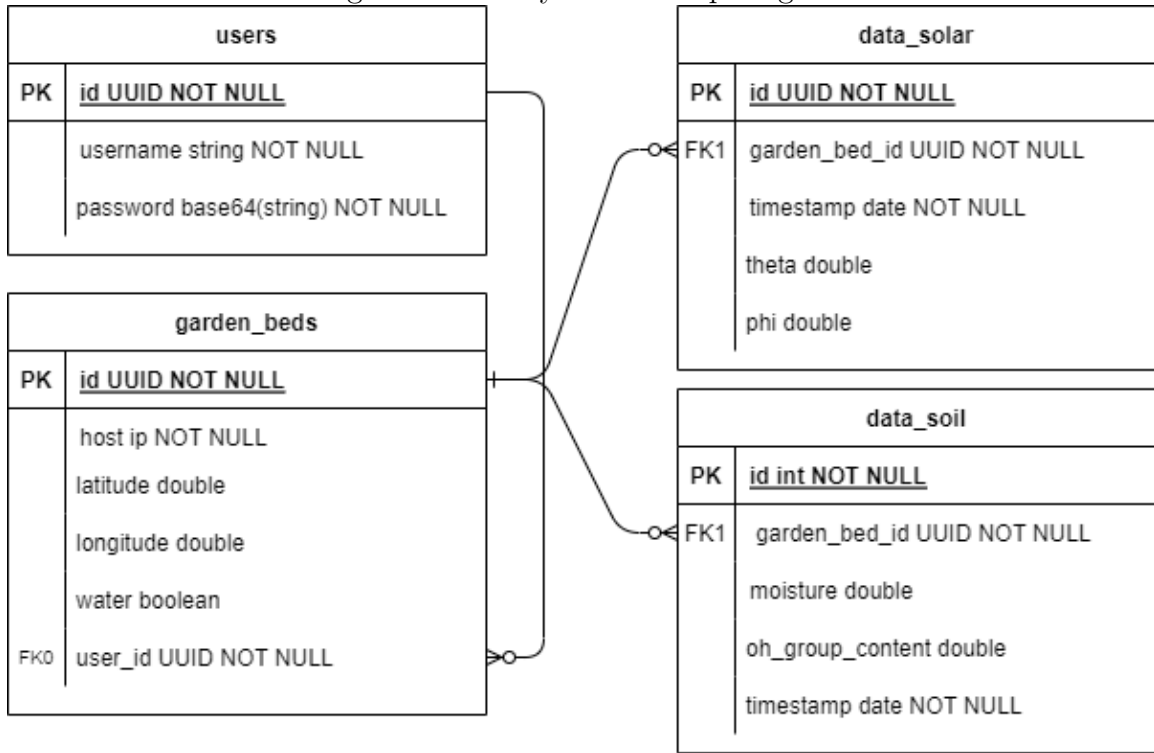 users
PK id UUID NOT NULL
username string NOT NULL
password base64(string) NOT NULL
garden_beds
PK id UUID NOT NULL
host ip NOT NULL
latitude double
longitude double
water boolean
FK0 user_id UUID NOT NULL
data_solar
PK id UUID NOT NULL
FK1 garden_bed_id UUID NOT NULL
timestamp date NOT NULL
theta double
phi double
data_soil
PK id int NOT NULL
FK1 garden_bed_id UUID NOT NULL
moisture double
oh_group_content double
timestamp date NOT NULL